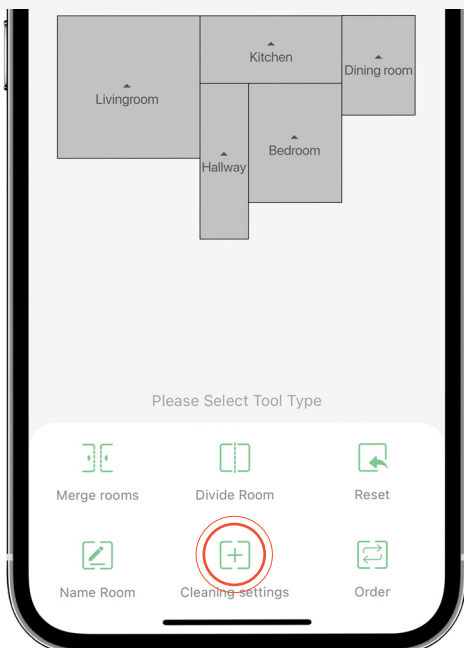 Kitchen
Dining room
Livingroom
Bedroom
Hallway
Please Select Tool Type
Merge rooms
Divide Room
Reset
Name Room
Cleaning settings
Order